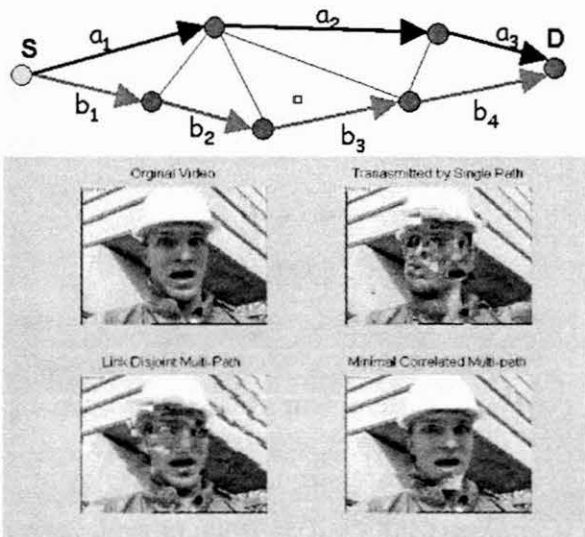 S
a1
a2
a3
D
b1
b2
b3
b4
Orginal Video
Tranasmitted by Single Path
Link Disjoint Multi-Path
Minimal Correlated Multi-path